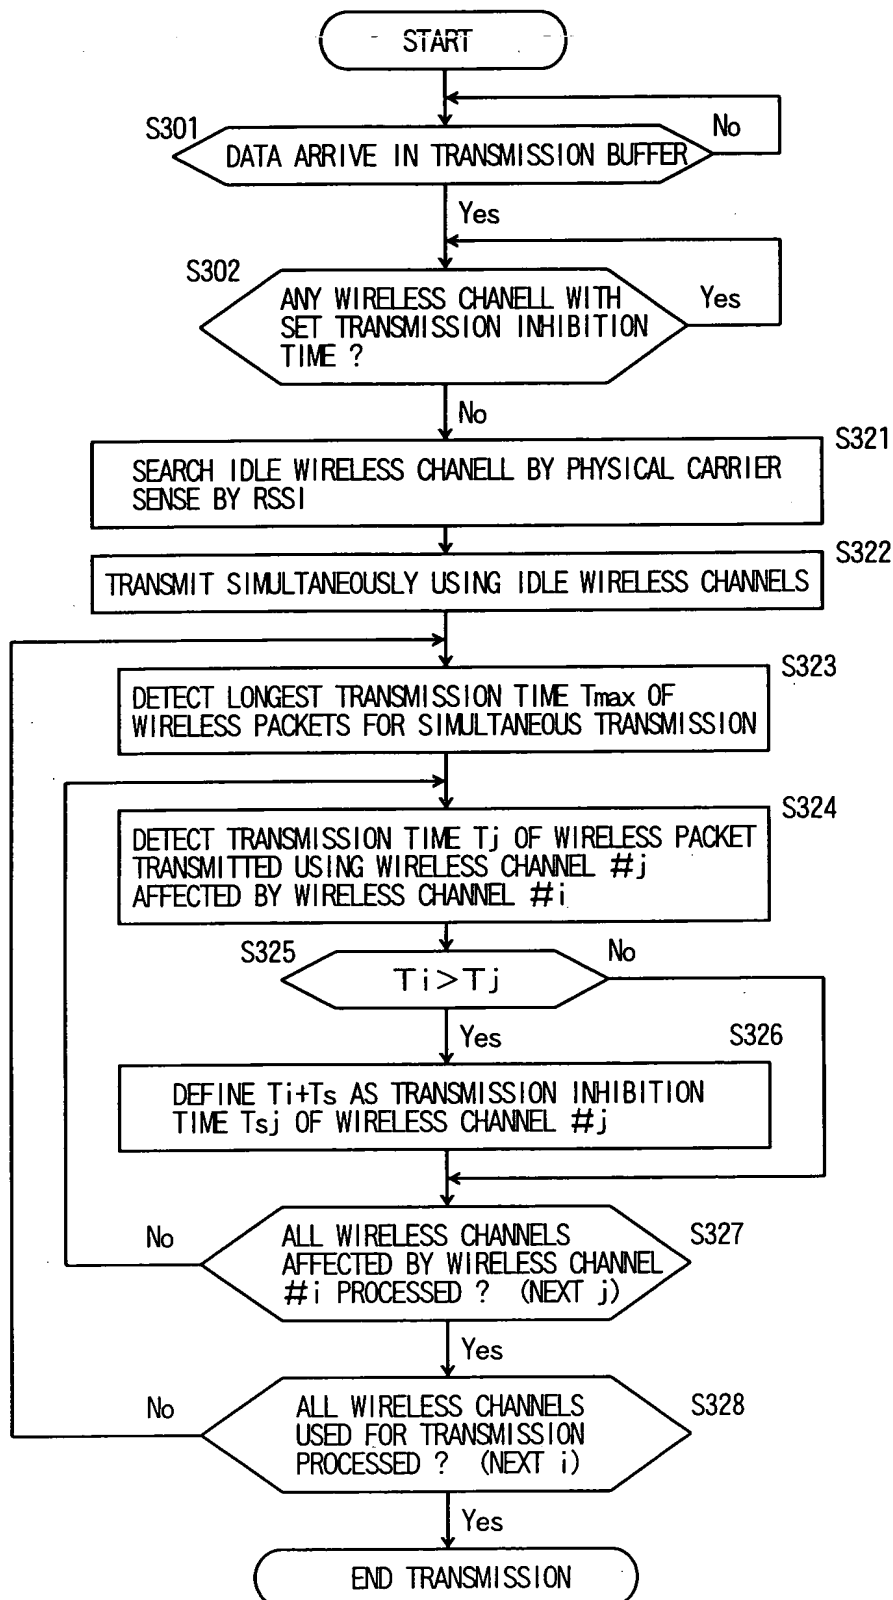 START
S301
DATA ARRIVE IN TRANSMISSION BUFFER
No
Yes
S302
ANY WIRELESS CHANELL WITH
SET TRANSMISSION INHIBITION
TIME ?
Yes
No
S321
SEARCH IDLE WIRELESS CHANELL BY PHYSICAL CARRIER
SENSE BY RSSI
S322
TRANSMIT SIMULTANEOUSLY USING IDLE WIRELESS CHANNELS
S323
DETECT LONGEST TRANSMISSION TIME Tmax OF
WIRELESS PACKETS FOR SIMULTANEOUS TRANSMISSION
S324
DETECT TRANSMISSION TIME Tj OF WIRELESS PACKET
TRANSMITTED USING WIRELESS CHANNEL #j
AFFECTED BY WIRELESS CHANNEL #i
S325
Ti>Tj
No
Yes
S326
DEFINE Ti+Ts AS TRANSMISSION INHIBITION
TIME Tsj OF WIRELESS CHANNEL #j
No
ALL WIRELESS CHANNELS
AFFECTED BY WIRELESS CHANNEL
#i PROCESSED ? (NEXT j)
S327
Yes
No
ALL WIRELESS CHANNELS
USED FOR TRANSMISSION
PROCESSED ? (NEXT i)
S328
Yes
END TRANSMISSION